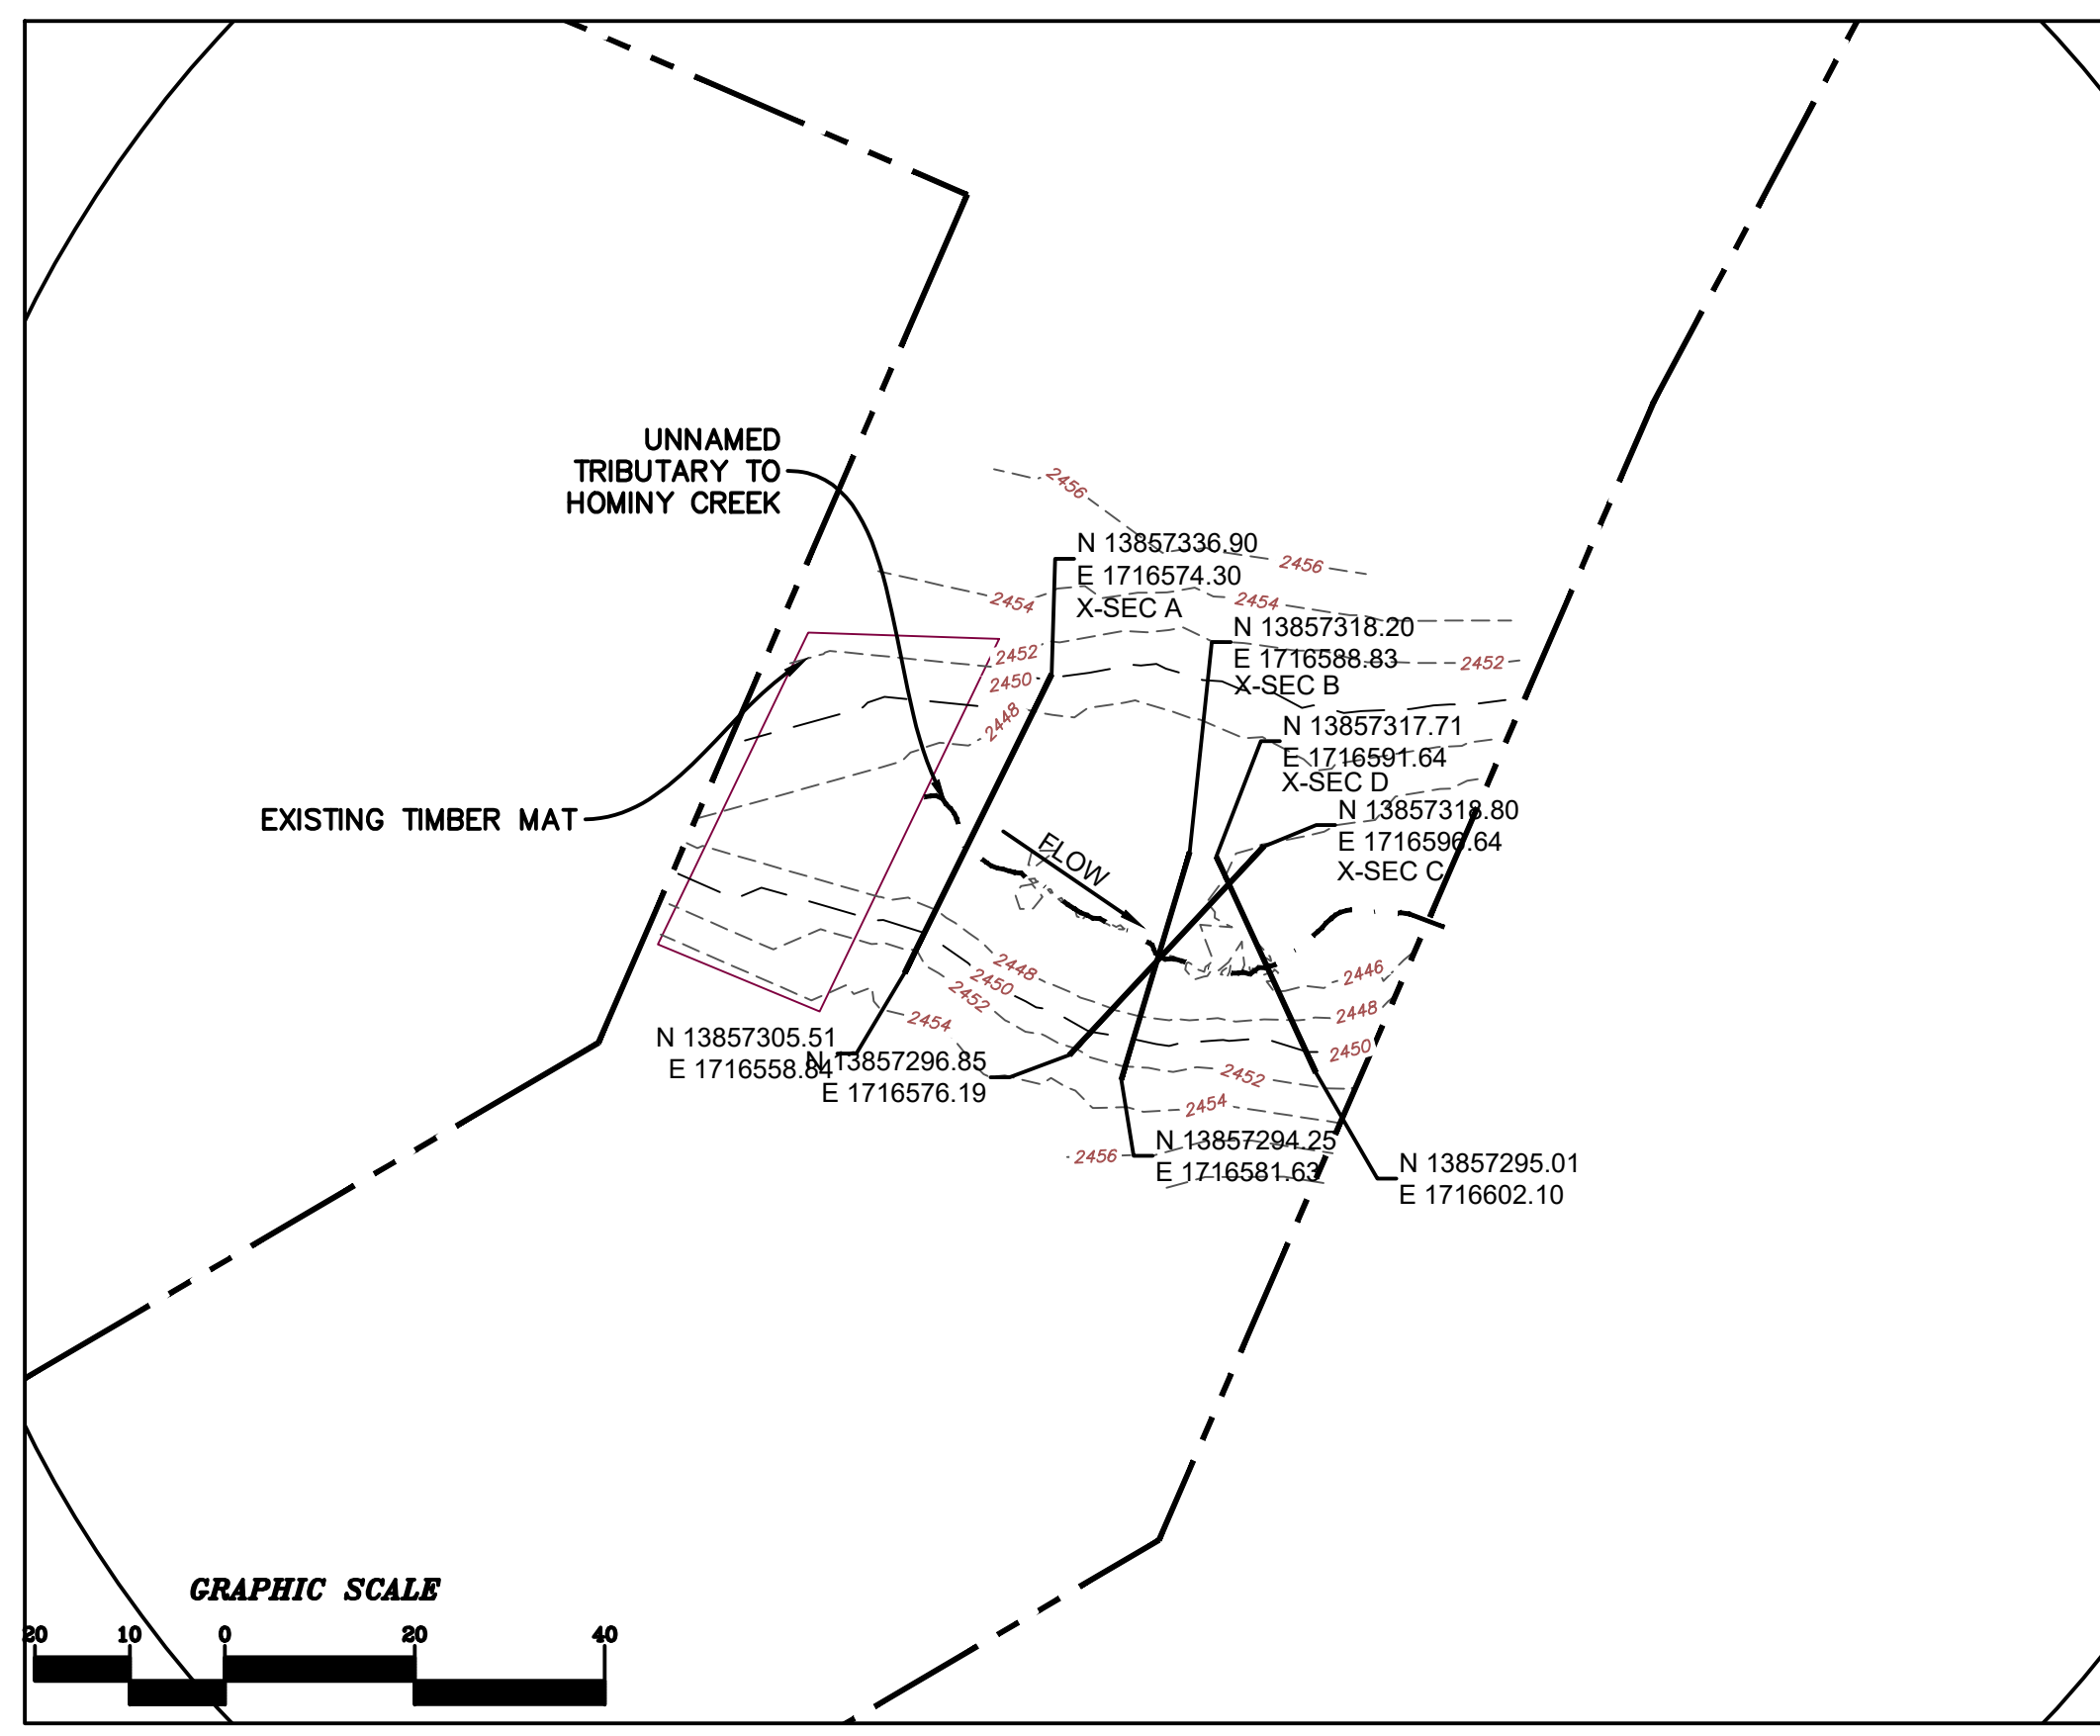 UNNAMED
TRIBUTARY TO
HOMINY CREEK
2456
N 13857336.90
E 1716574.30
X-SEC A
2456
2454
2454
N 13857318.20
E 1716588.83
X-SEC B
2452
2452
2450
2448
N 13857317.71
E 1716591.64
X-SEC D
EXISTING TIMBER MAT
N 13857318.80
E 1716596.64
X-SEC C
FLOW
2448
2450
2452
2454
2446
2448
2450
2452
2454
2456
N 13857305.51
E 1716558.84
N 13857296.85
E 1716576.19
N 13857294.25
E 1716581.63
N 13857295.01
E 1716602.10
GRAPHIC SCALE
20 10 0 20 40